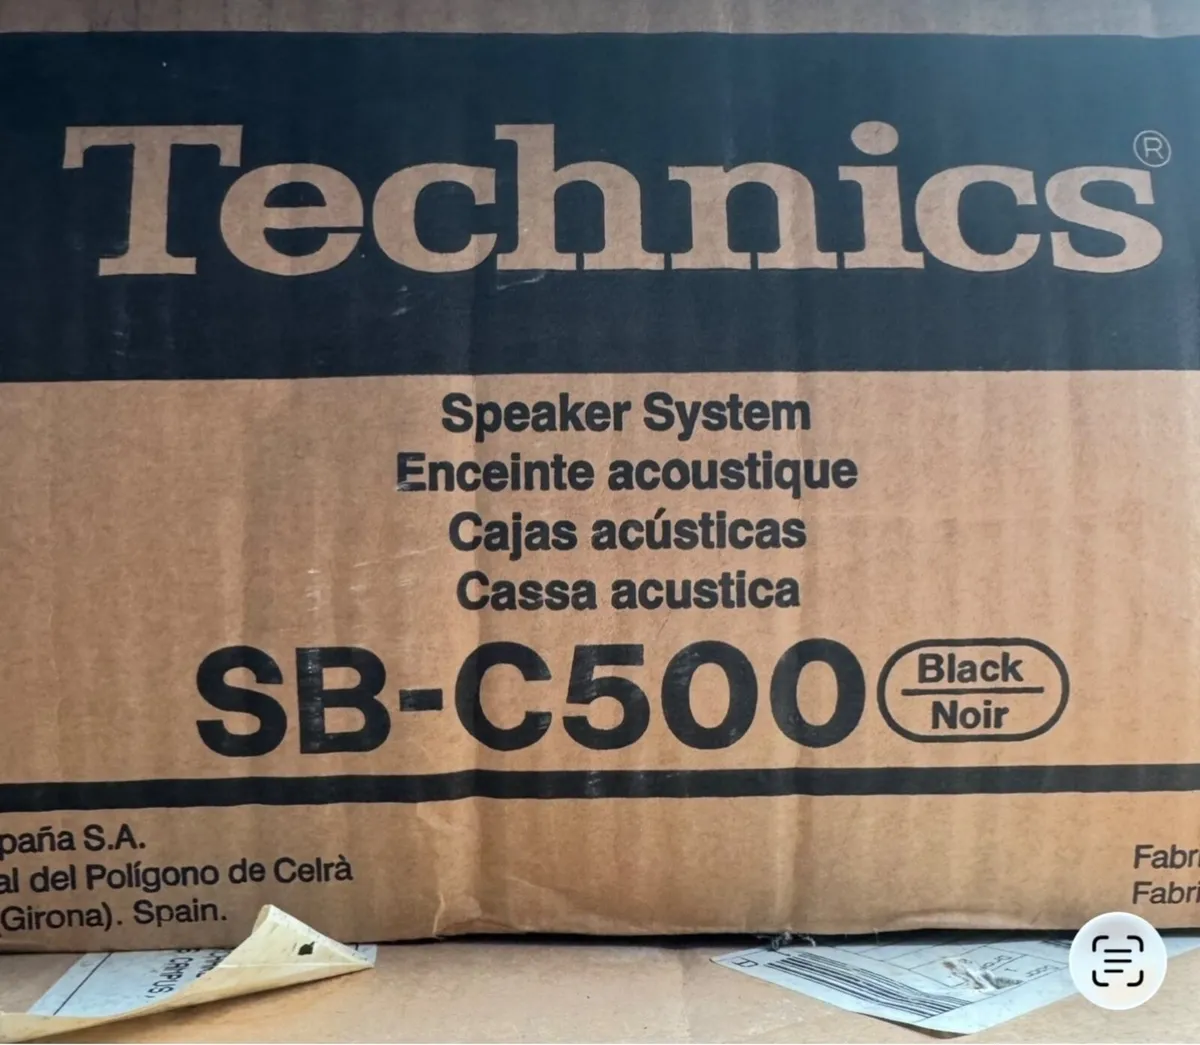 Technics®
Speaker System
Enceinte acoustique
Cajas acústicas
Cassa acustica
SB-C500
Black
Noir
paña S.A.
al del Polígono de Celrà
(Girona). Spain.
Fabri
Fabri